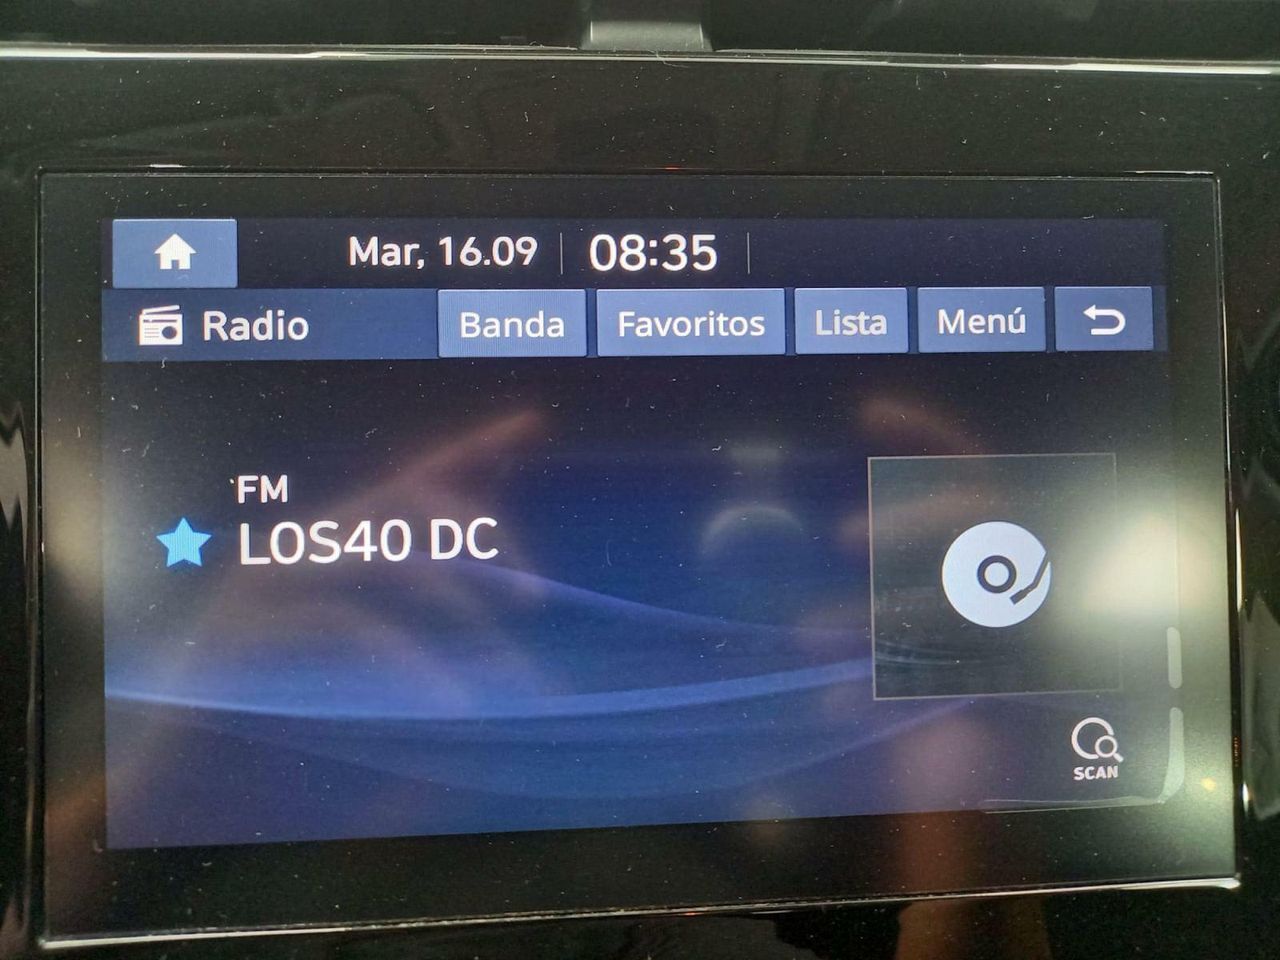 Mar, 16.09 08:35
Radio Banda Favoritos Lista Menú
FM
LOS40 DC
SCAN